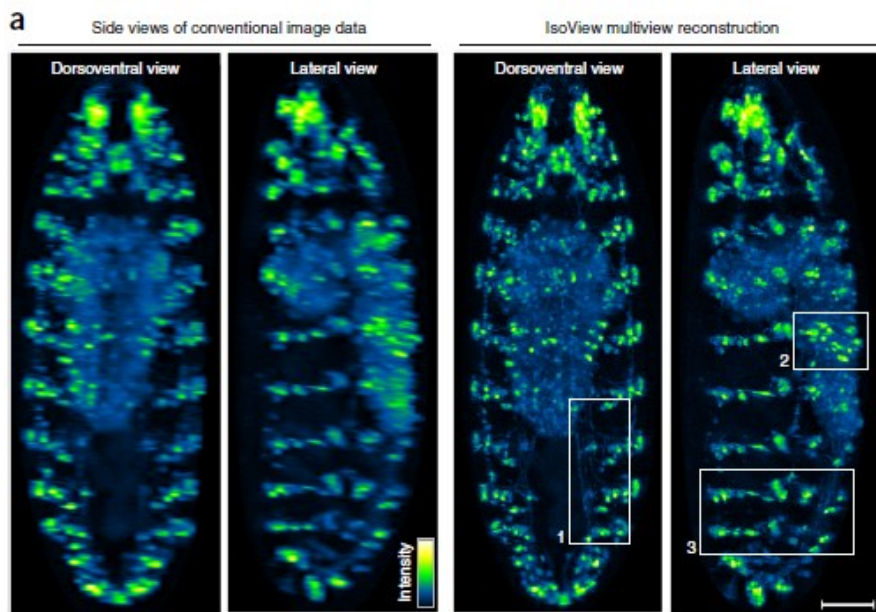 a
Side views of conventional image data
IsoView multiview reconstruction
Dorsoventral view
Lateral view
Dorsoventral view
Lateral view
Intensity
1
2
3